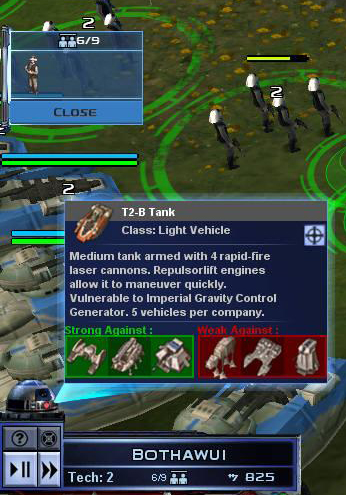 2
6/9
CLOSE
2
2
T2-B Tank
Class: Light Vehicle
Medium tank armed with 4 rapid-fire
laser cannons. Repulsorlift engines
allow it to maneuver quickly.
Vulnerable to Imperial Gravity Control
Generator. 5 vehicles per company.
Strong Against : Weak Against :
?
BOTHAWUI
Tech: 2 6/9 825